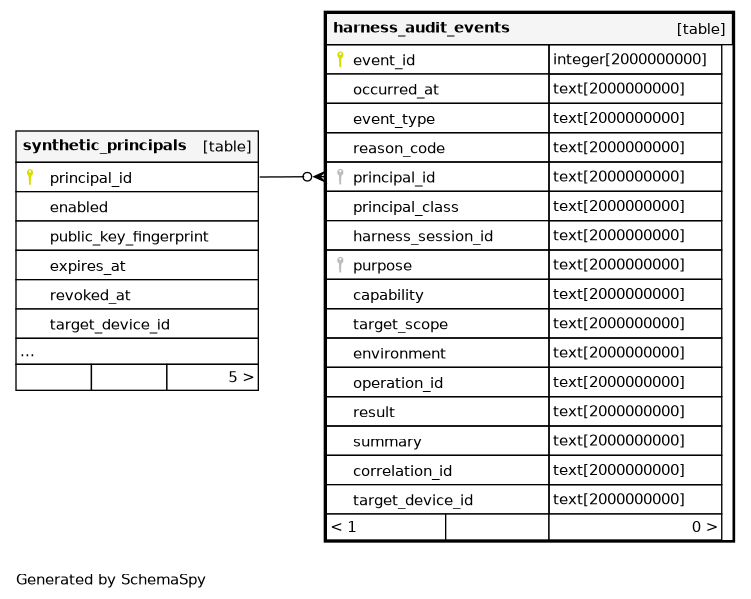 synthetic_principals [table]
principal_id
enabled
public_key_fingerprint
expires_at
revoked_at
target_device_id
...
5 >
harness_audit_events [table]
event_id integer[2000000000]
occurred_at text[2000000000]
event_type text[2000000000]
reason_code text[2000000000]
principal_id text[2000000000]
principal_class text[2000000000]
harness_session_id text[2000000000]
purpose text[2000000000]
capability text[2000000000]
target_scope text[2000000000]
environment text[2000000000]
operation_id text[2000000000]
result text[2000000000]
summary text[2000000000]
correlation_id text[2000000000]
target_device_id text[2000000000]
< 1 0 >
Generated by SchemaSpy